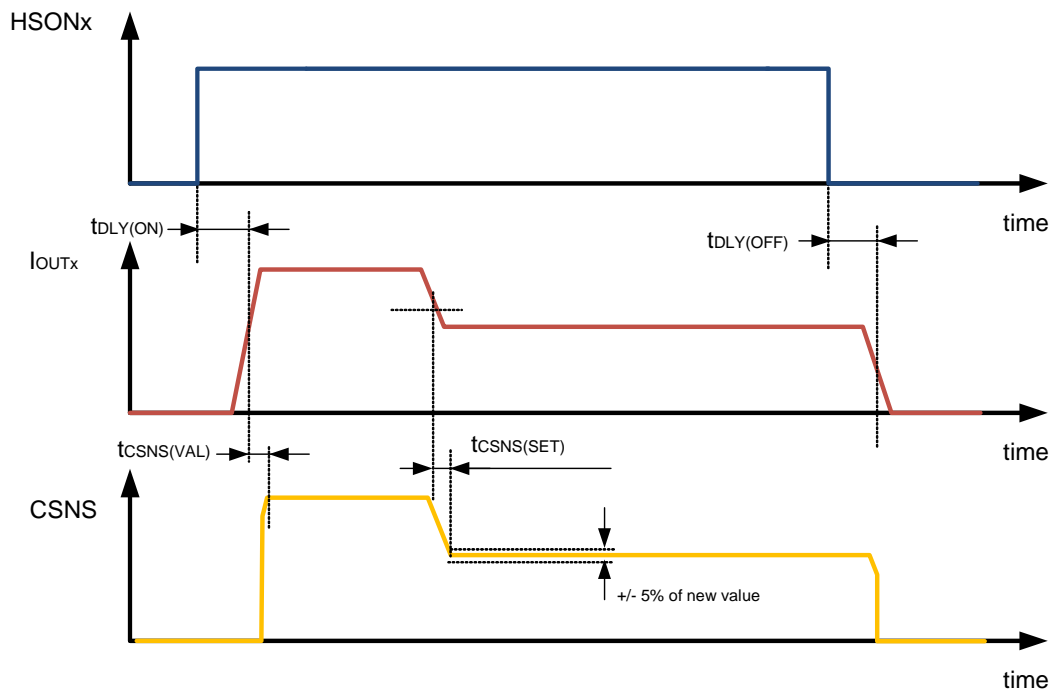 HSONx
time
tDLY(ON)
tDLY(OFF)
IOUTx
time
tCSNS(VAL)
tCSNS(SET)
CSNS
+/- 5% of new value
time